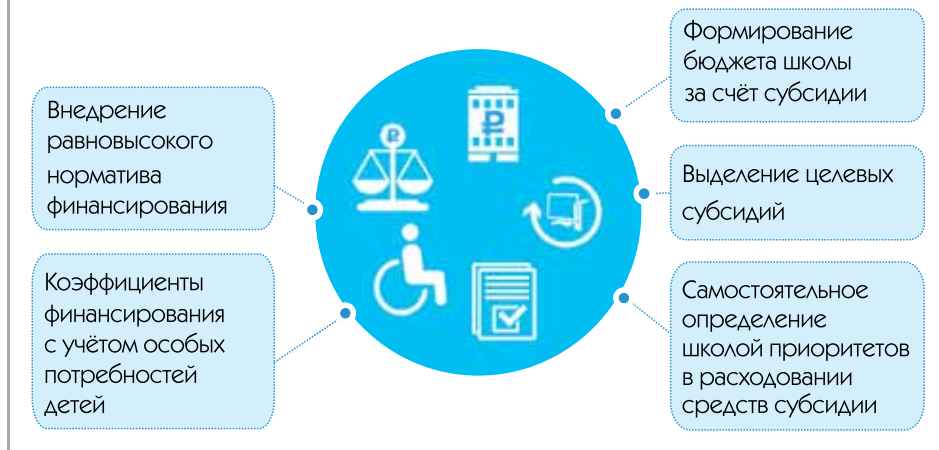 Внедрение
равновысокого
норматива
финансирования
Коэффициенты
финансирования
с учётом особых
потребностей
детей
₽
₽
Формирование
бюджета школы
за счёт субсидии
Выделение целевых
субсидий
Самостоятельное
определение
школой приоритетов
в расходовании
средств субсидии